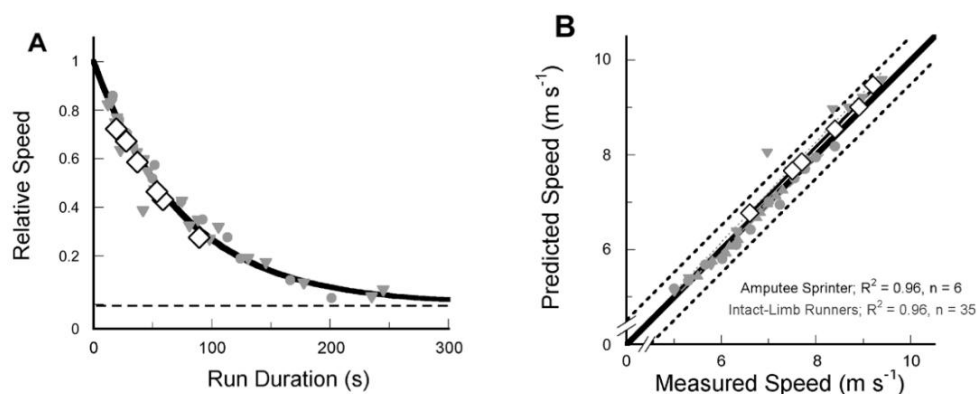 A
1
0.8
0.6
0.4
0.2
0
0 100 200 300
Relative Speed
Run Duration (s)
B
10
8
6
0
0 6 8 10
Predicted Speed (m s⁻¹)
Measured Speed (m s⁻¹)
Amputee Sprinter; R² = 0.96, n = 6
Intact-Limb Runners; R² = 0.96, n = 35